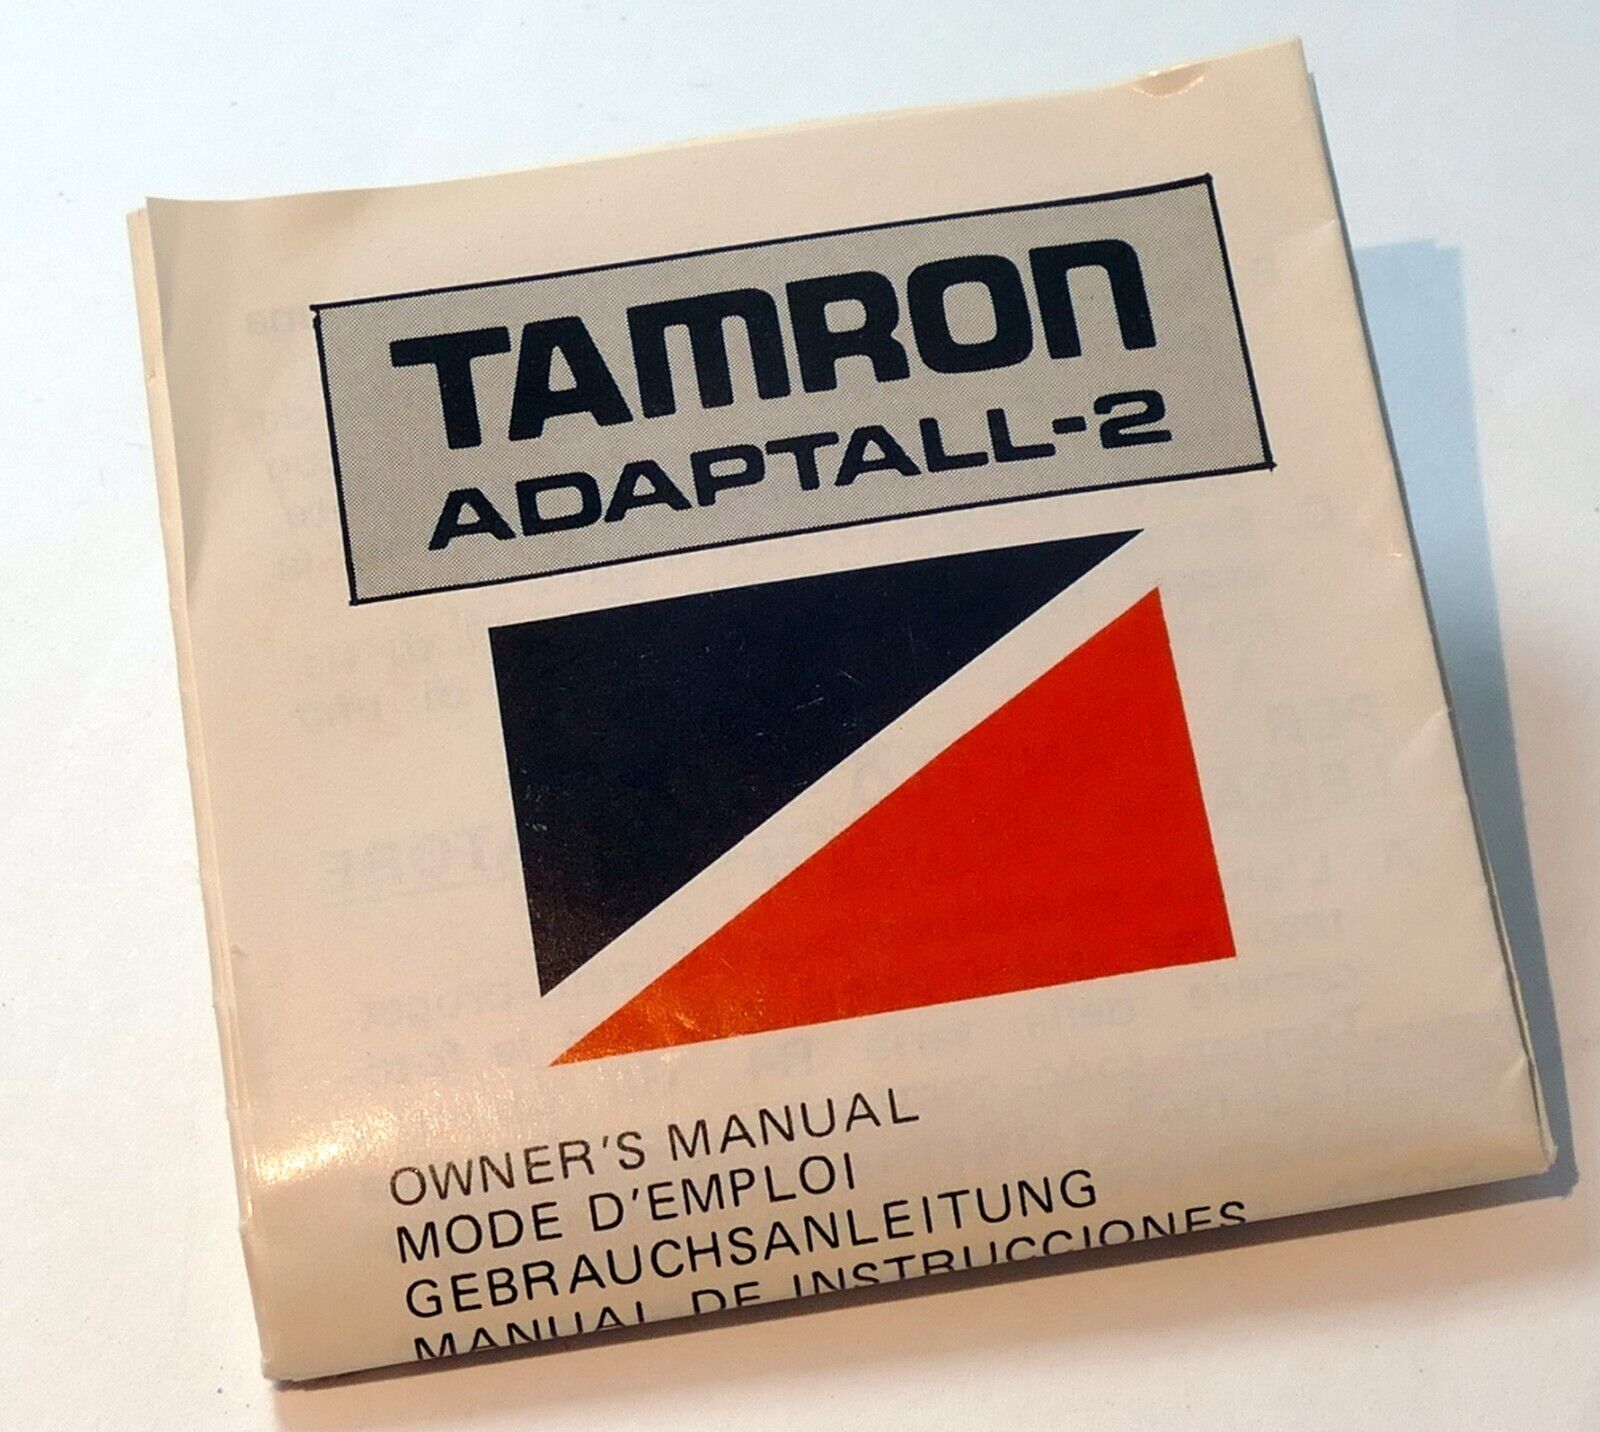 TAMRON
ADAPTALL-2
OWNER'S MANUAL
MODE D'EMPLOI
GEBRAUCHSANLEITUNG
MANUAL DE INSTRUCCIONES